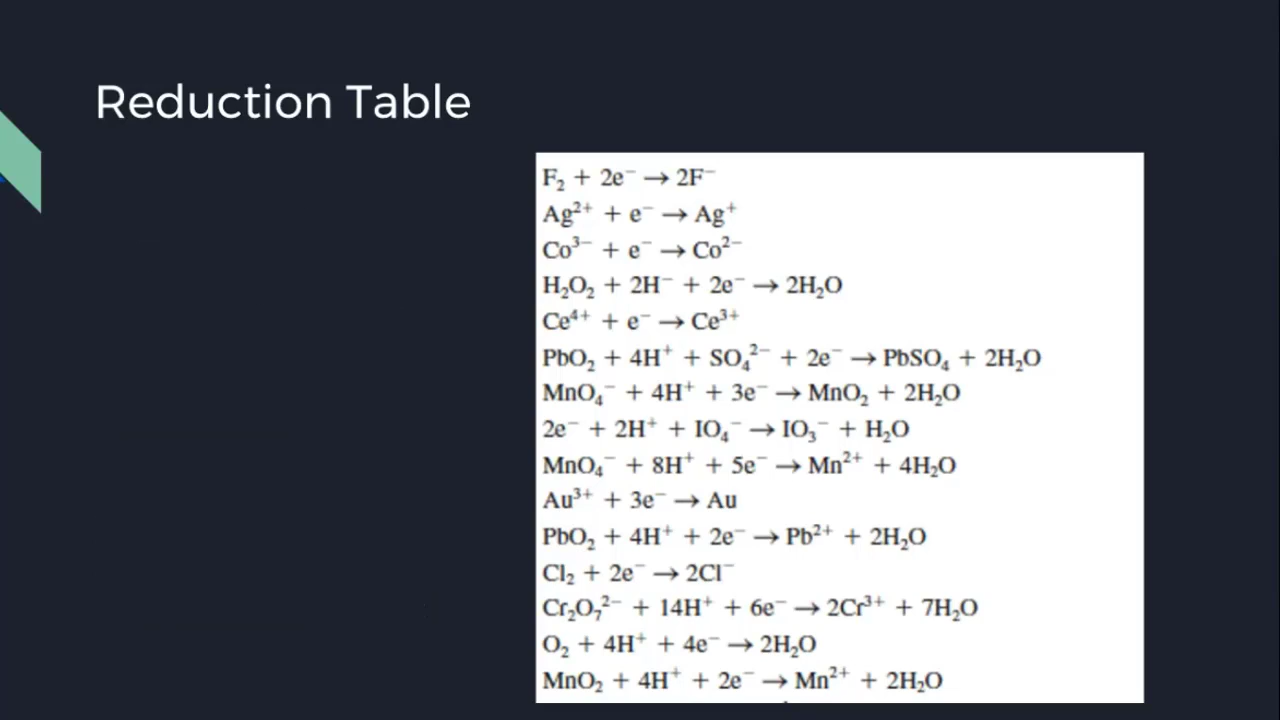 Reduction Table
F₂ + 2e⁻ → 2F⁻
Ag²⁺ + e⁻ → Ag⁺
Co³⁻ + e⁻ → Co²⁻
H₂O₂ + 2H⁻ + 2e⁻ → 2H₂O
Ce⁴⁺ + e⁻ → Ce³⁺
PbO₂ + 4H⁺ + SO₄²⁻ + 2e⁻ → PbSO₄ + 2H₂O
MnO₄⁻ + 4H⁺ + 3e⁻ → MnO₂ + 2H₂O
2e⁻ + 2H⁺ + IO₄⁻ → IO₃⁻ + H₂O
MnO₄⁻ + 8H⁺ + 5e⁻ → Mn²⁺ + 4H₂O
Au³⁺ + 3e⁻ → Au
PbO₂ + 4H⁺ + 2e⁻ → Pb²⁺ + 2H₂O
Cl₂ + 2e⁻ → 2Cl⁻
Cr₂O₇²⁻ + 14H⁺ + 6e⁻ → 2Cr³⁺ + 7H₂O
O₂ + 4H⁺ + 4e⁻ → 2H₂O
MnO₂ + 4H⁺ + 2e⁻ → Mn²⁺ + 2H₂O